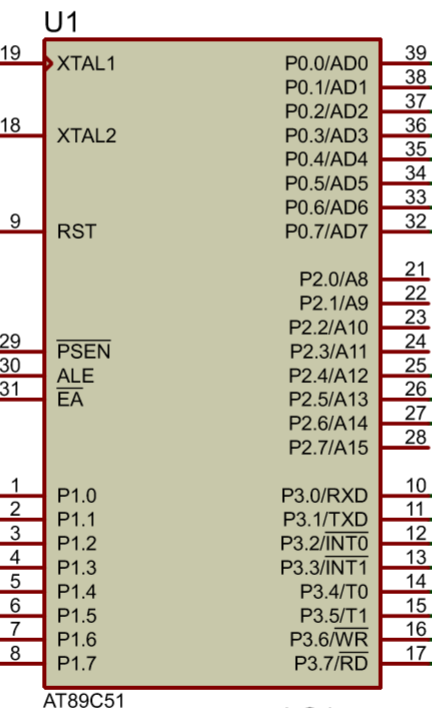 U1
19 XTAL1 P0.0/AD0 39
P0.1/AD1 38
P0.2/AD2 37
18 XTAL2 P0.3/AD3 36
P0.4/AD4 35
P0.5/AD5 34
P0.6/AD6 33
9 RST P0.7/AD7 32
P2.0/A8 21
P2.1/A9 22
P2.2/A10 23
29 PSEN P2.3/A11 24
30 ALE P2.4/A12 25
31 EA P2.5/A13 26
P2.6/A14 27
P2.7/A15 28
1 P1.0 P3.0/RXD 10
2 P1.1 P3.1/TXD 11
3 P1.2 P3.2/INT0 12
4 P1.3 P3.3/INT1 13
5 P1.4 P3.4/T0 14
6 P1.5 P3.5/T1 15
7 P1.6 P3.6/WR 16
8 P1.7 P3.7/RD 17
AT89C51